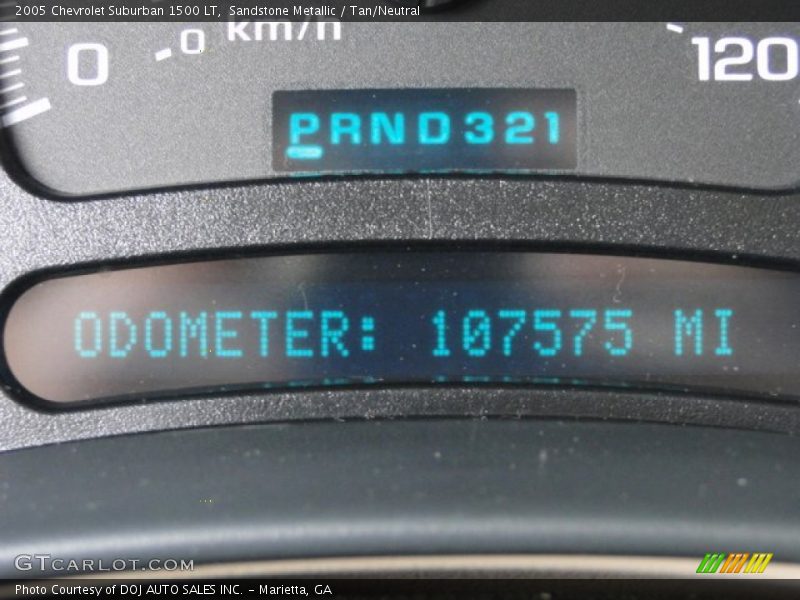 2005 Chevrolet Suburban 1500 LT, Sandstone Metallic / Tan/Neutral
0 0 km/h 120
PRND321
ODOMETER: 107575 MI
GTCARLOT.COM
Photo Courtesy of DOJ AUTO SALES INC. - Marietta, GA